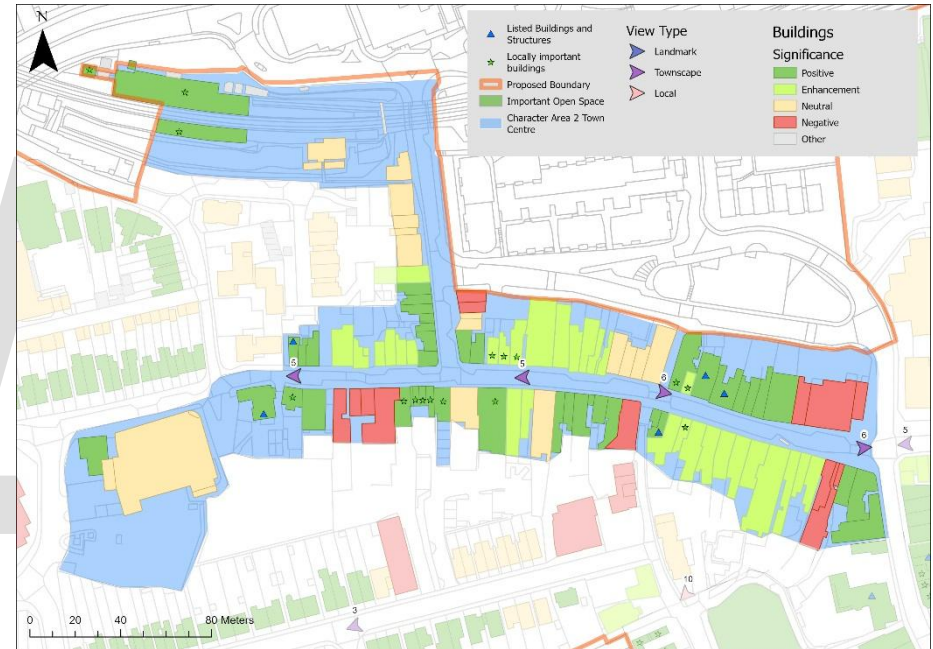 N
Listed Buildings and
Structures
Locally important
buildings
Proposed Boundary
Important Open Space
Character Area 2 Town
Centre
View Type
Landmark
Townscape
Local
Buildings
Significance
Positive
Enhancement
Neutral
Negative
Other
5
5
6
6
5
10
3
0 20 40 80 Meters